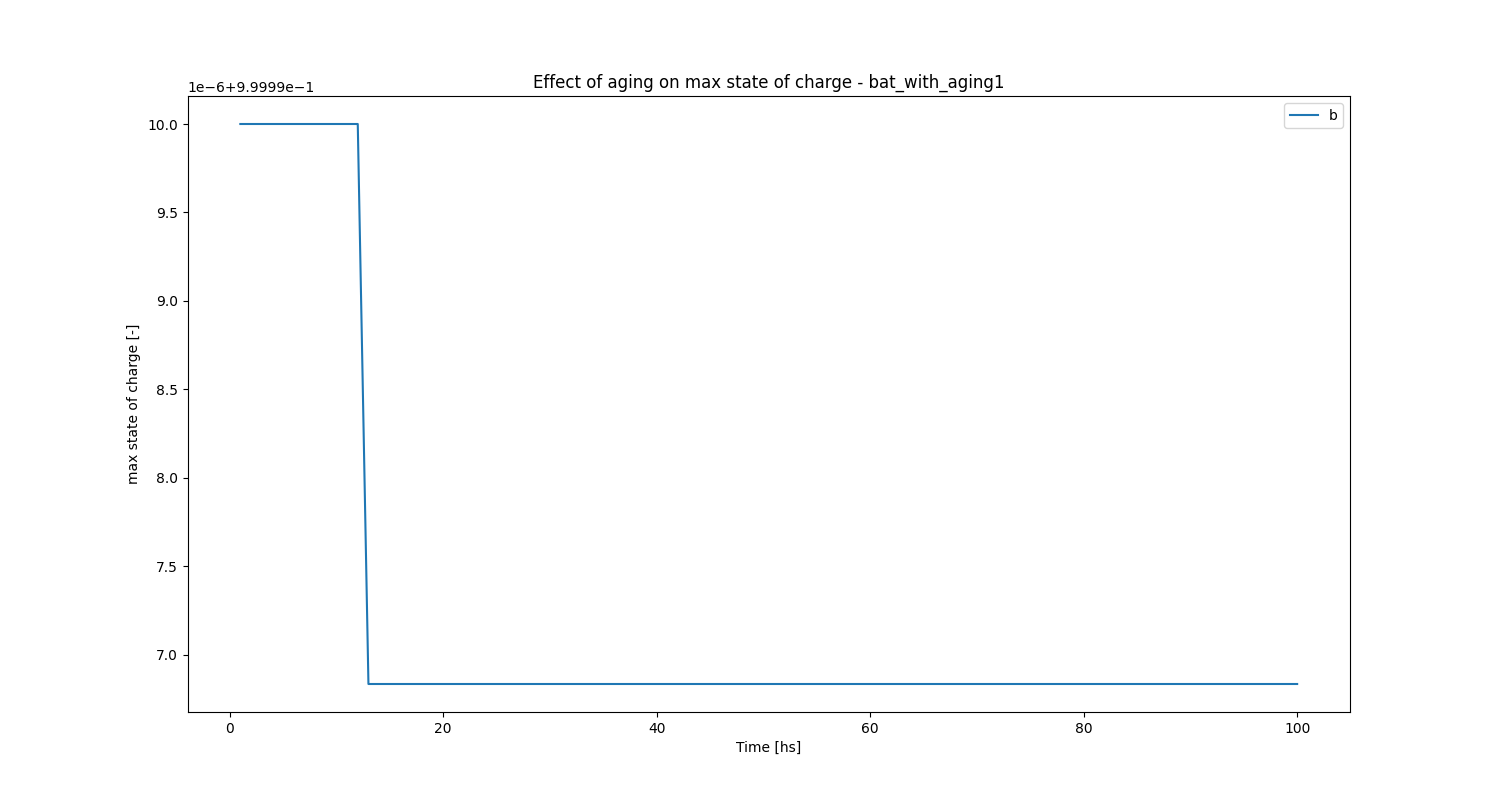 Effect of aging on max state of charge - bat_with_aging1
1e−6+9.9999e−1
b
10.0
9.5
9.0
8.5
8.0
7.5
7.0
max state of charge [-]
0 20 40 60 80 100
Time [hs]